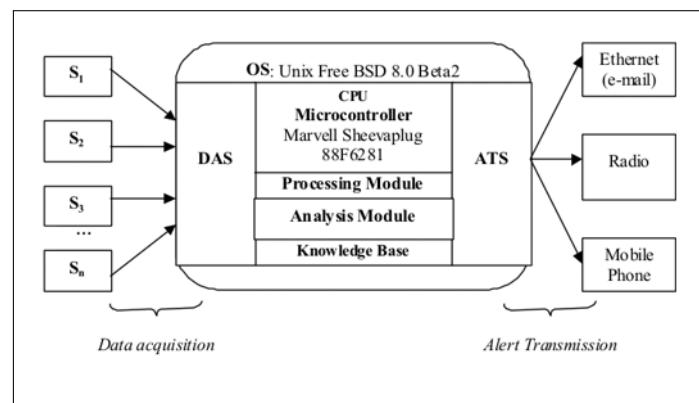 S1
S2
S3
...
Sn
Data acquisition
OS: Unix Free BSD 8.0 Beta2
DAS
CPU
Microcontroller
Marvell Sheevaplug
88F6281
Processing Module
Analysis Module
Knowledge Base
ATS
Ethernet
(e-mail)
Radio
Mobile
Phone
Alert Transmission